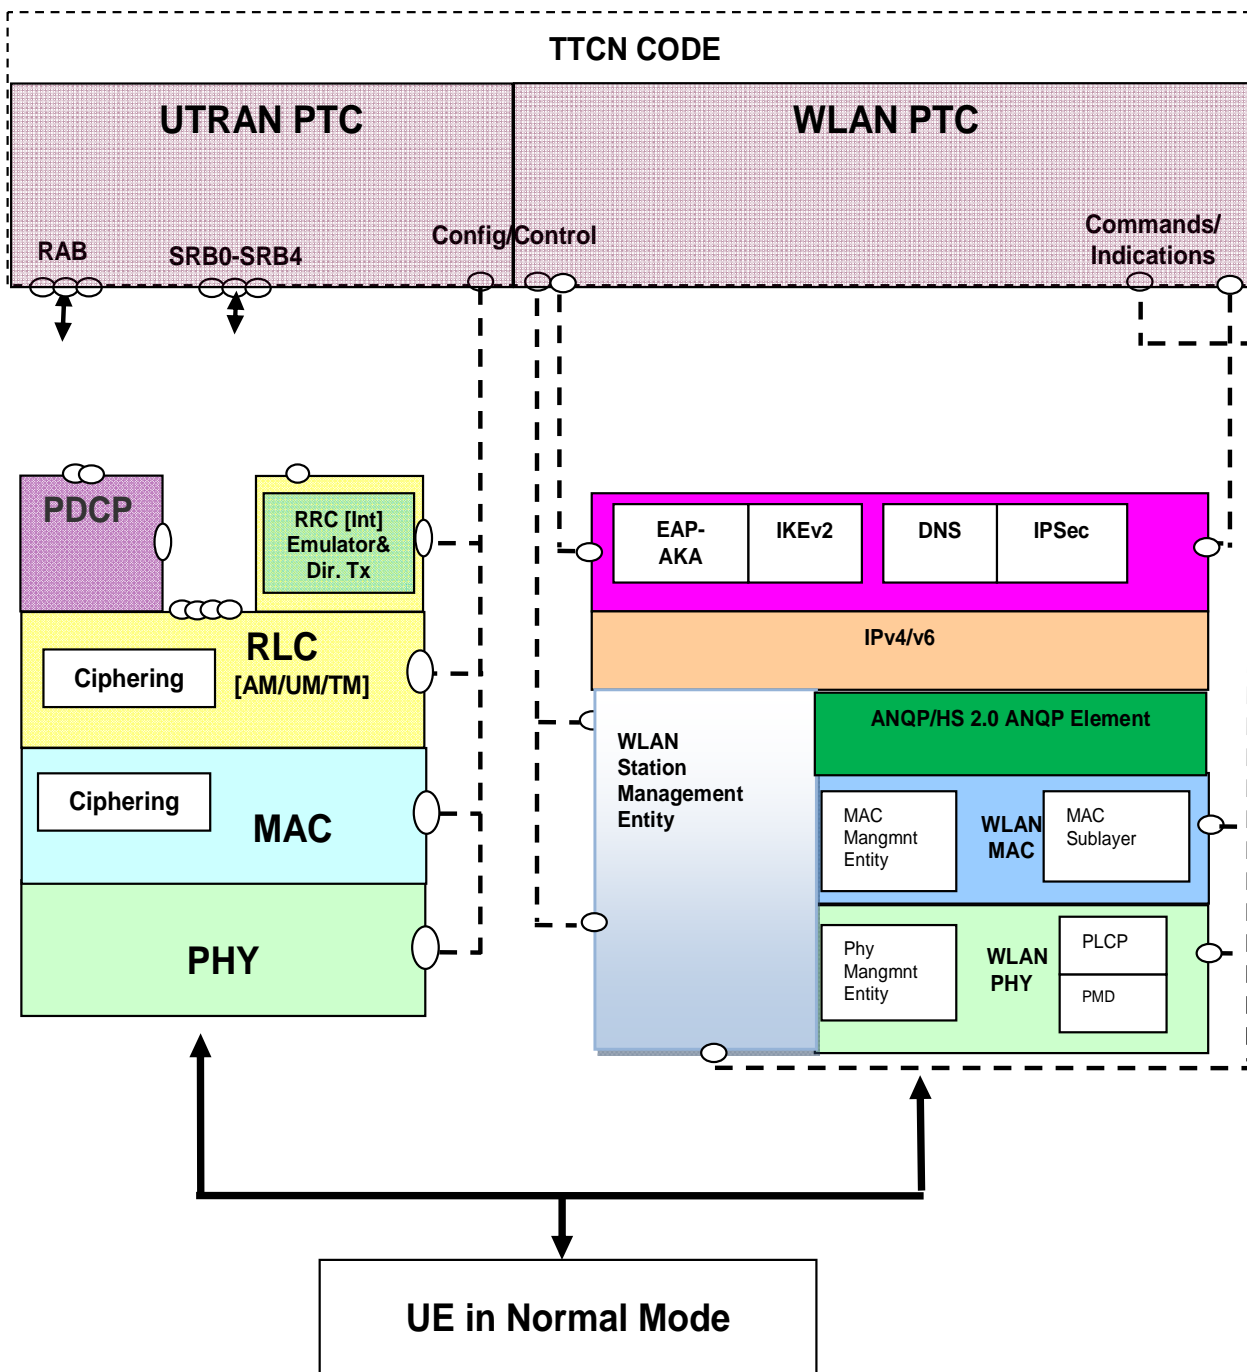 TTCN CODE
UTRAN PTC
WLAN PTC
RAB
SRB0-SRB4
Config/Control
Commands/
Indications
PDCP
RRC [Int]
Emulator&
Dir. Tx
RLC
[AM/UM/TM]
Ciphering
Ciphering
MAC
PHY
EAP-
AKA
IKEv2
DNS
IPSec
IPv4/v6
WLAN
Station
Management
Entity
ANQP/HS 2.0 ANQP Element
MAC
Mangmnt
Entity
WLAN
MAC
MAC
Sublayer
Phy
Mangmnt
Entity
WLAN
PHY
PLCP
PMD
UE in Normal Mode